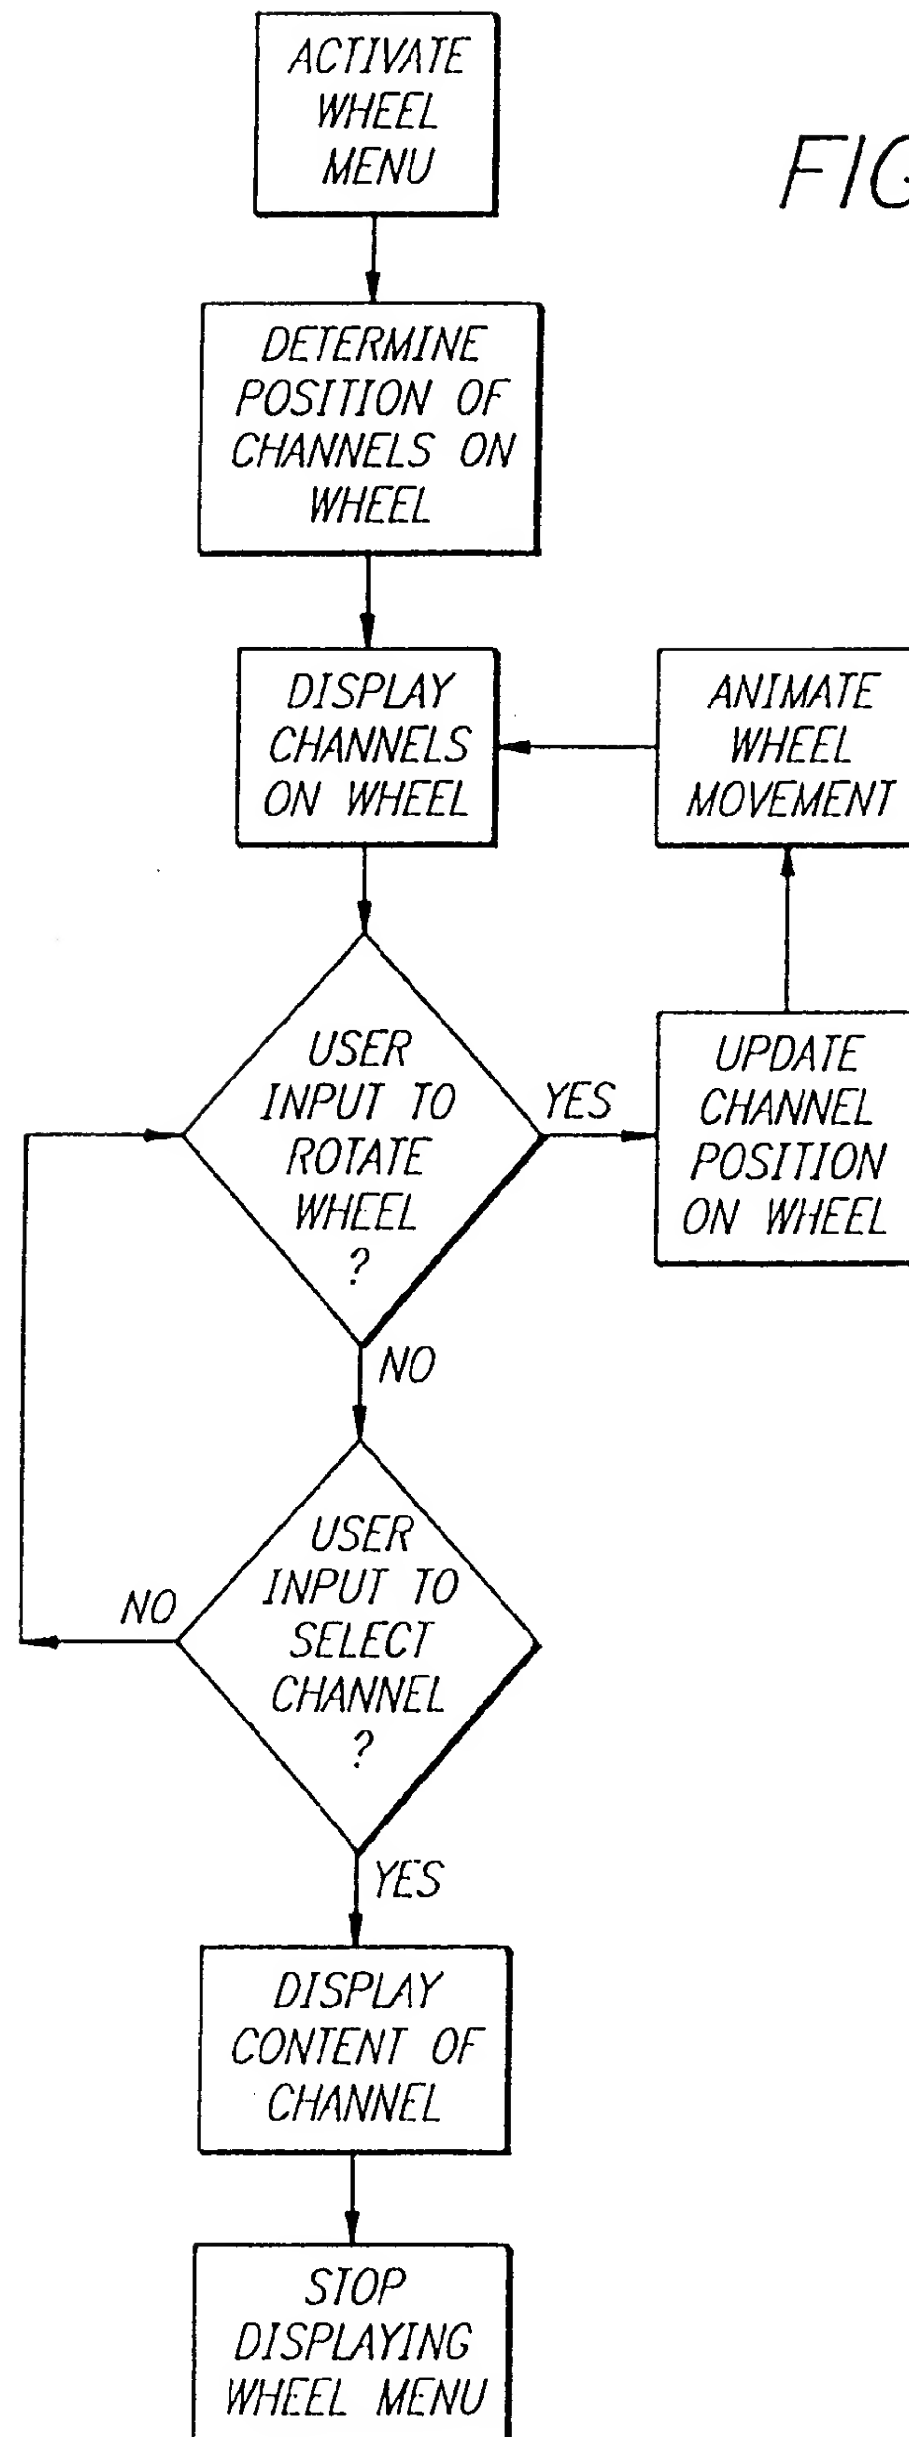 ACTIVATE
WHEEL
MENU
FIG
DETERMINE
POSITION OF
CHANNELS ON
WHEEL
DISPLAY
CHANNELS
ON WHEEL
ANIMATE
WHEEL
MOVEMENT
USER
INPUT TO
ROTATE
WHEEL
?
YES
UPDATE
CHANNEL
POSITION
ON WHEEL
NO
USER
INPUT TO
SELECT
CHANNEL
?
NO
YES
DISPLAY
CONTENT OF
CHANNEL
STOP
DISPLAYING
WHEEL MENU